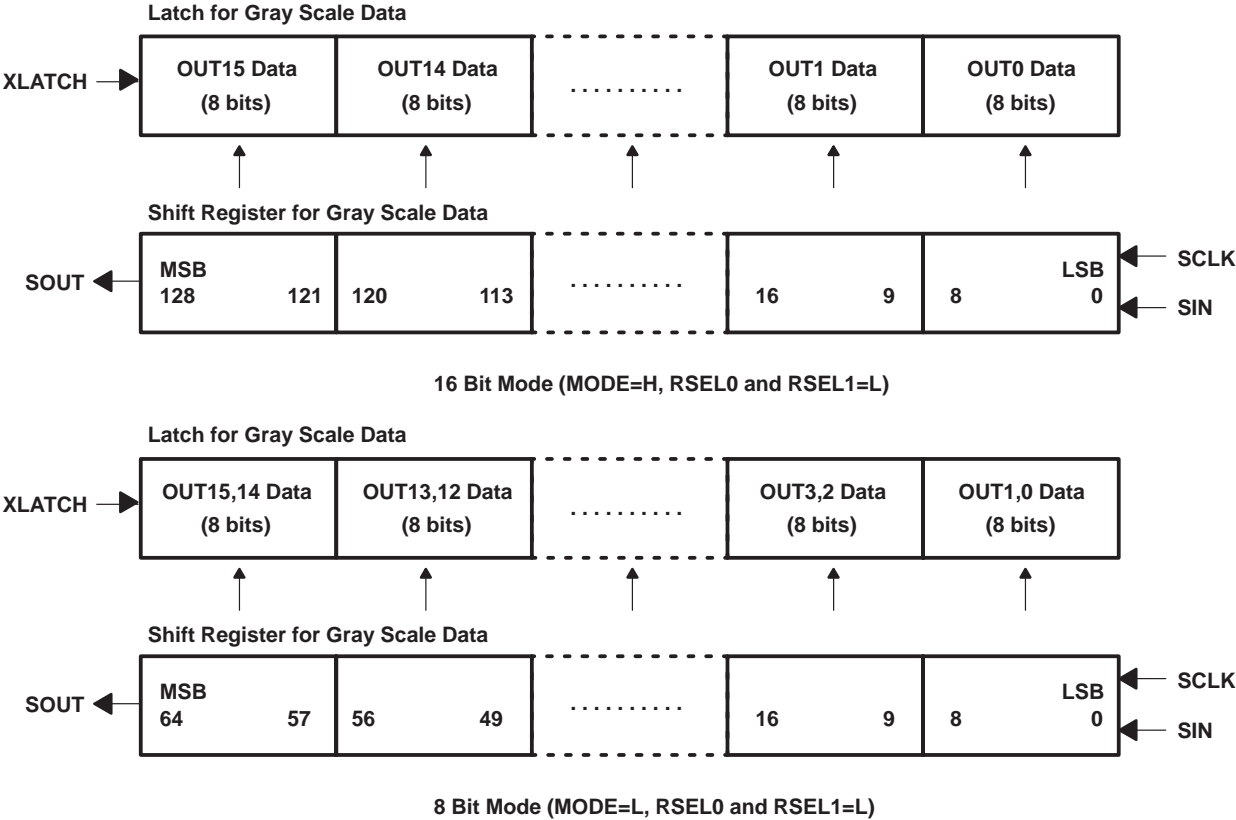 Latch for Gray Scale Data
XLATCH
OUT15 Data
(8 bits)
OUT14 Data
(8 bits)
. . . . . . . . . .
OUT1 Data
(8 bits)
OUT0 Data
(8 bits)
Shift Register for Gray Scale Data
SOUT
MSB
128 121
120 113
. . . . . . . . . .
16 9
LSB
8 0
SCLK
SIN
16 Bit Mode (MODE=H, RSEL0 and RSEL1=L)
Latch for Gray Scale Data
XLATCH
OUT15,14 Data
(8 bits)
OUT13,12 Data
(8 bits)
. . . . . . . . . .
OUT3,2 Data
(8 bits)
OUT1,0 Data
(8 bits)
Shift Register for Gray Scale Data
SOUT
MSB
64 57
56 49
. . . . . . . . . .
16 9
LSB
8 0
SCLK
SIN
8 Bit Mode (MODE=L, RSEL0 and RSEL1=L)